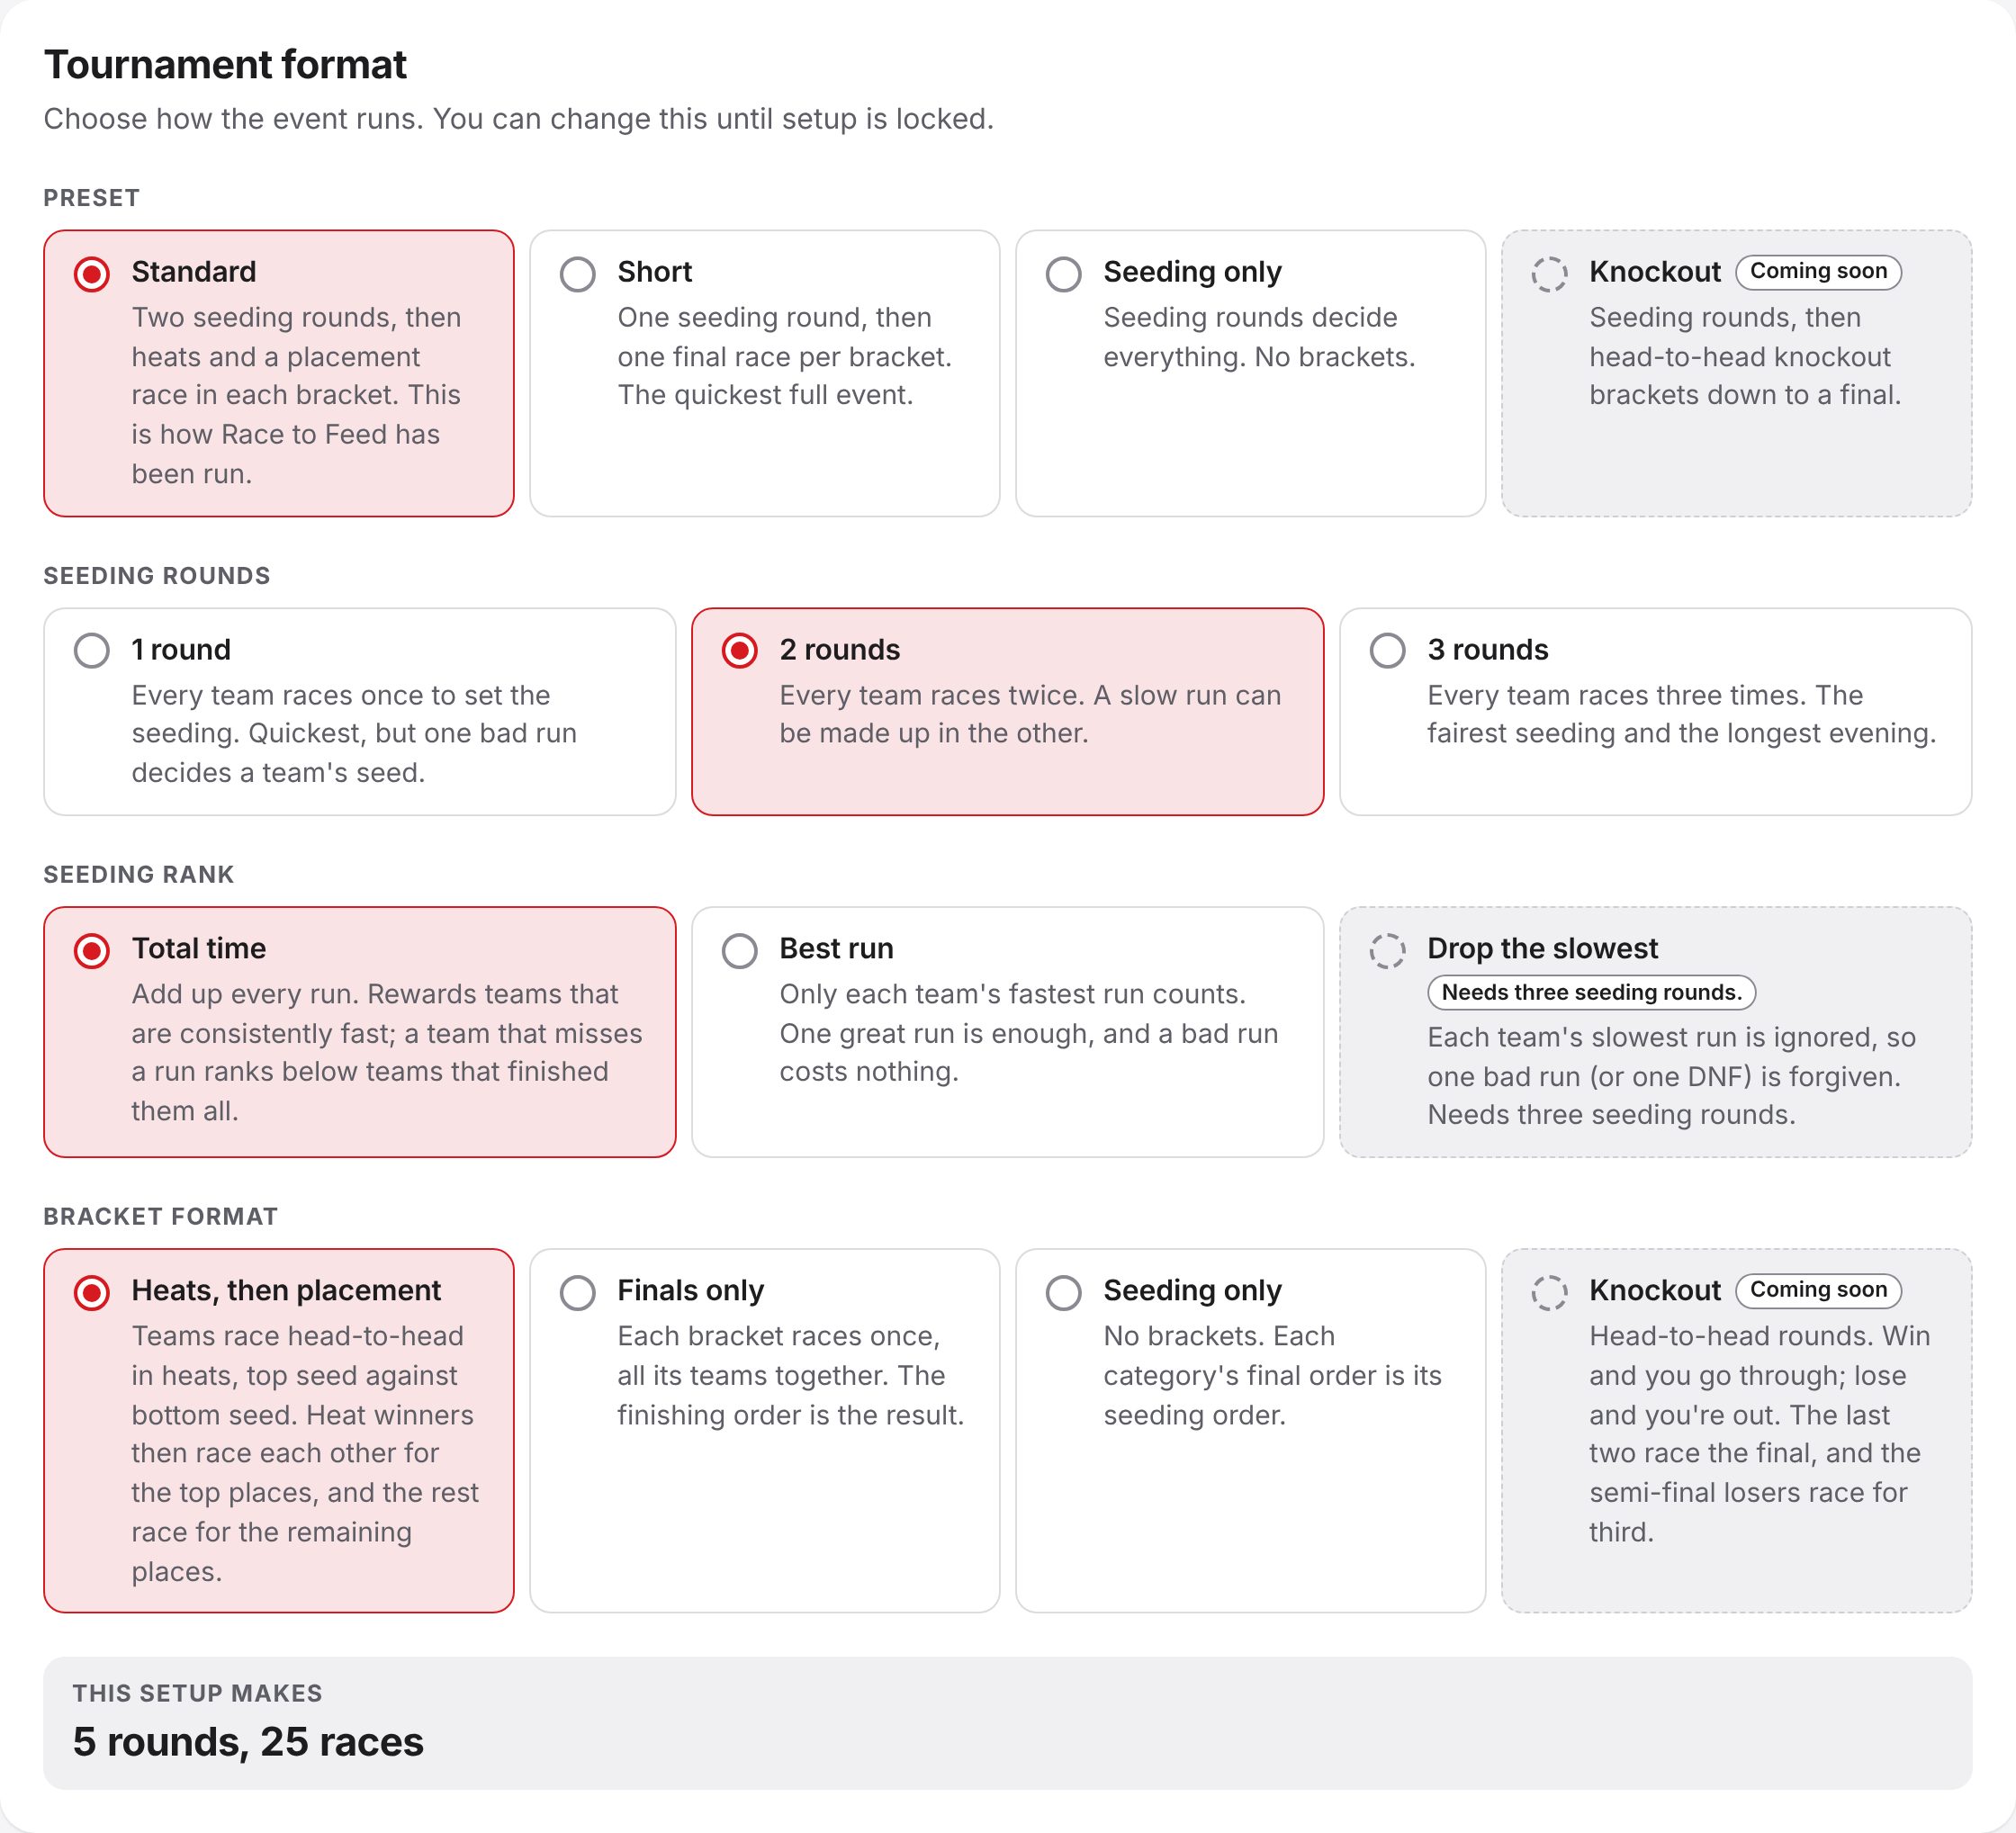 Tournament format
Choose how the event runs. You can change this until setup is locked.
PRESET
Standard
Two seeding rounds, then
heats and a placement
race in each bracket. This
is how Race to Feed has
been run.
Short
One seeding round, then
one final race per bracket.
The quickest full event.
Seeding only
Seeding rounds decide
everything. No brackets.
Knockout Coming soon
Seeding rounds, then
head-to-head knockout
brackets down to a final.
SEEDING ROUNDS
1 round
Every team races once to set the
seeding. Quickest, but one bad run
decides a team's seed.
2 rounds
Every team races twice. A slow run can
be made up in the other.
3 rounds
Every team races three times. The
fairest seeding and the longest evening.
SEEDING RANK
Total time
Add up every run. Rewards teams that
are consistently fast; a team that misses
a run ranks below teams that finished
them all.
Best run
Only each team's fastest run counts.
One great run is enough, and a bad run
costs nothing.
Drop the slowest
Needs three seeding rounds.
Each team's slowest run is ignored, so
one bad run (or one DNF) is forgiven.
Needs three seeding rounds.
BRACKET FORMAT
Heats, then placement
Teams race head-to-head
in heats, top seed against
bottom seed. Heat winners
then race each other for
the top places, and the rest
race for the remaining
places.
Finals only
Each bracket races once,
all its teams together. The
finishing order is the result.
Seeding only
No brackets. Each
category's final order is its
seeding order.
Knockout Coming soon
Head-to-head rounds. Win
and you go through; lose
and you're out. The last
two race the final, and the
semi-final losers race for
third.
THIS SETUP MAKES
5 rounds, 25 races